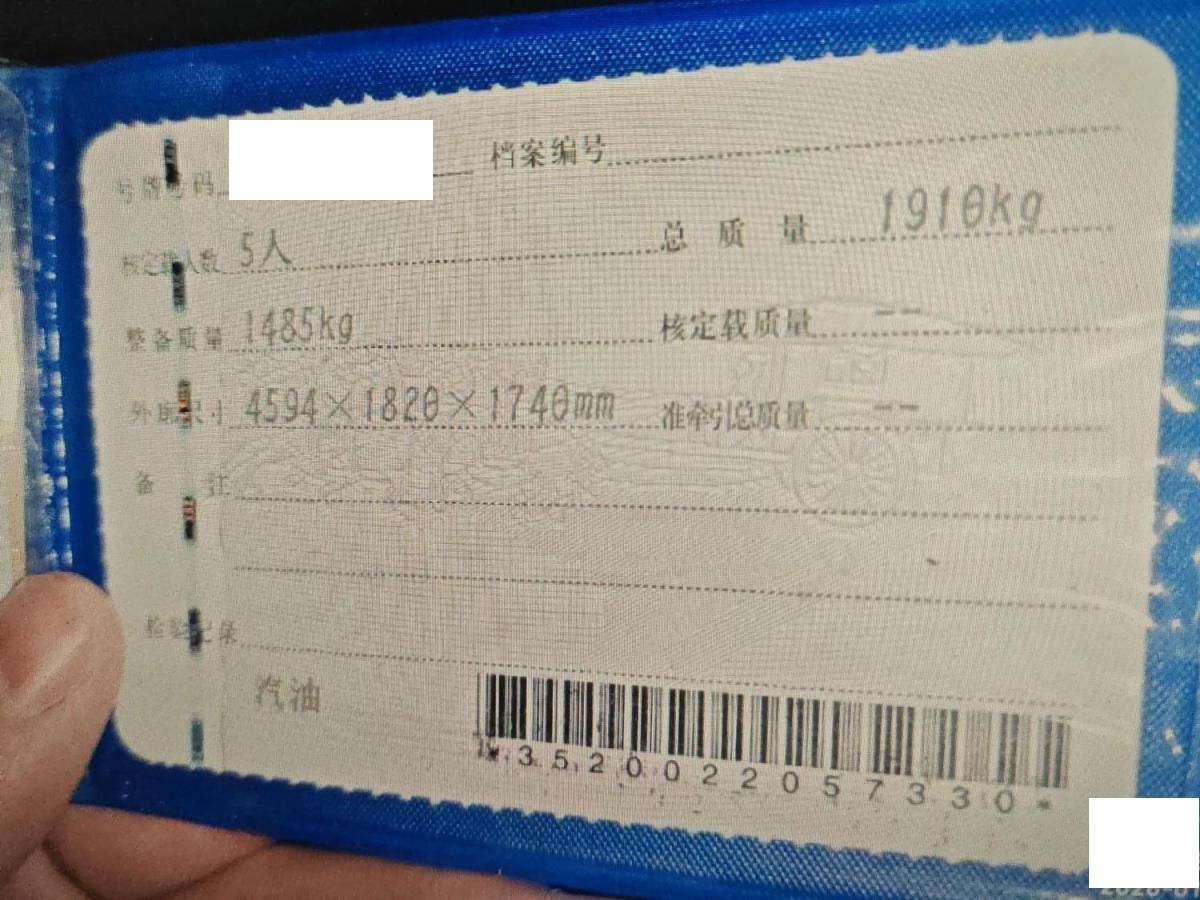 号牌号码 档案编号
核定载人数 5人 总质量 1910kg
整备质量 1485kg 核定载质量 --
外廓尺寸 4594×1820×1740mm 准牵引总质量 --
备注
检验记录
汽油
*3520022057330*